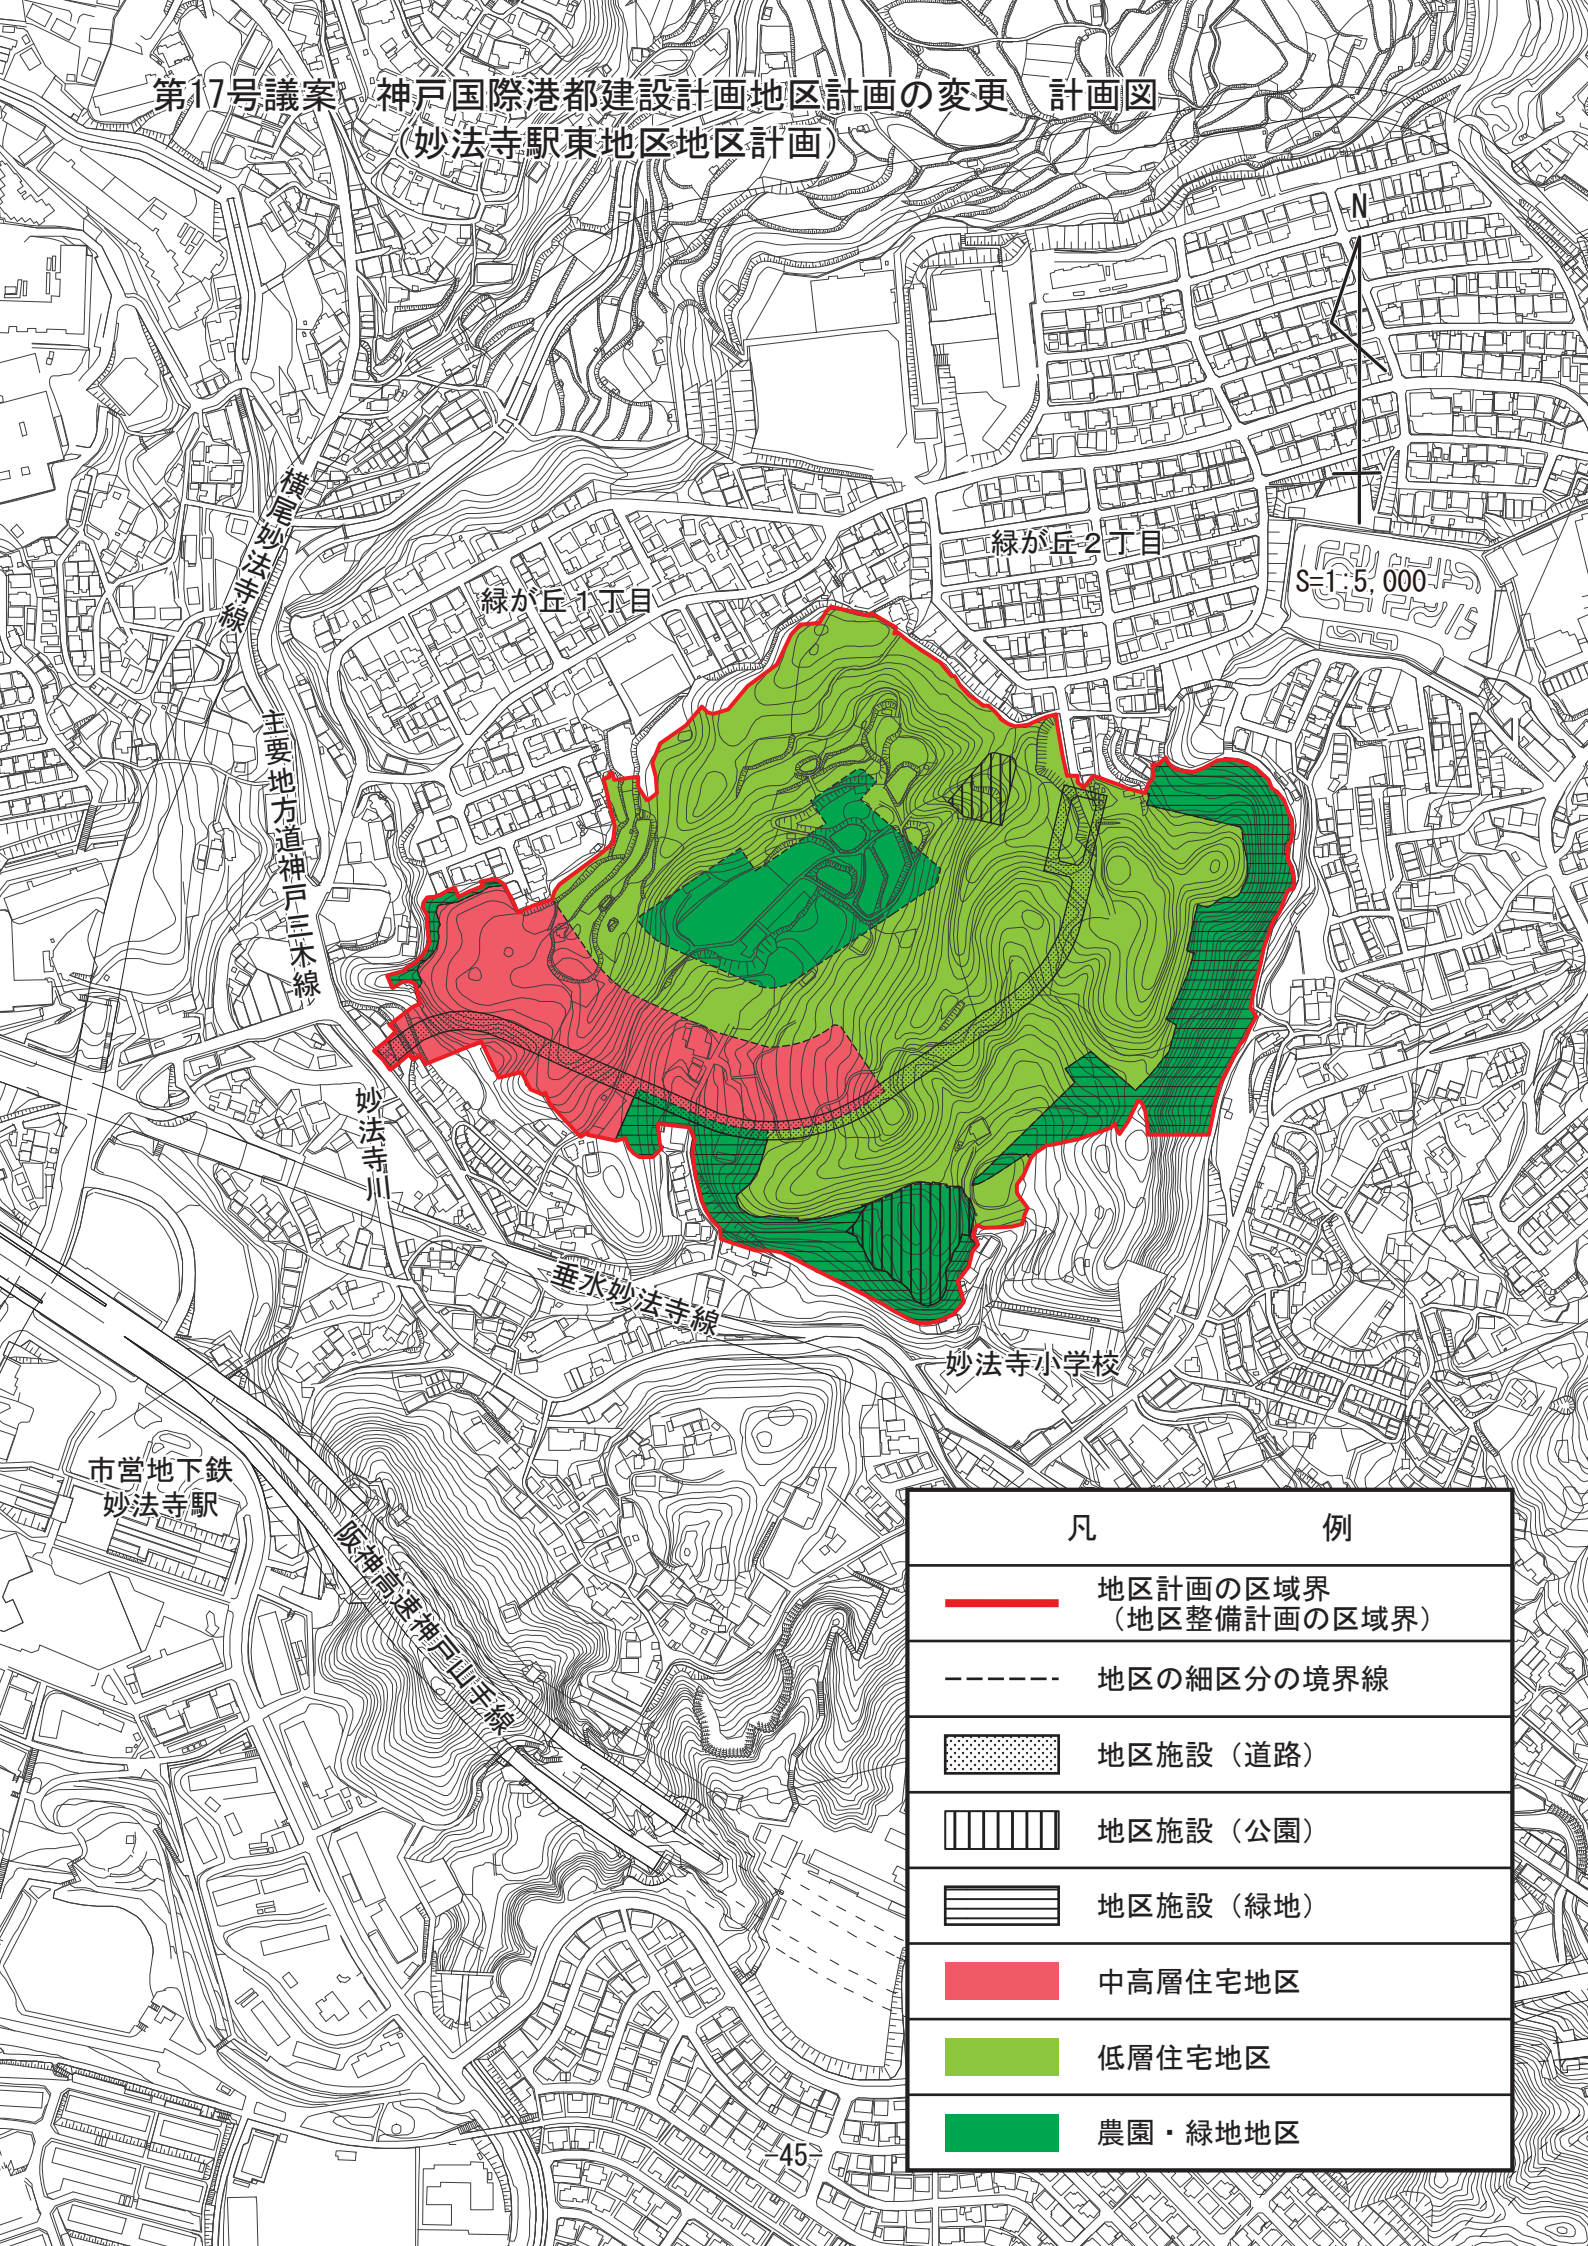 第17号議案　神戸国際港都建設計画地区計画の変更　計画図
（妙法寺駅東地区地区計画）
N
S=1:5,000
緑が丘２丁目
緑が丘１丁目
横尾妙法寺線
主要地方道神戸三木線
妙法寺川
垂水妙法寺線
妙法寺小学校
市営地下鉄
妙法寺駅
阪神高速神戸山手線
凡　例
地区計画の区域界
（地区整備計画の区域界）
地区の細区分の境界線
地区施設（道路）
地区施設（公園）
地区施設（緑地）
中高層住宅地区
低層住宅地区
農園・緑地地区
-45-